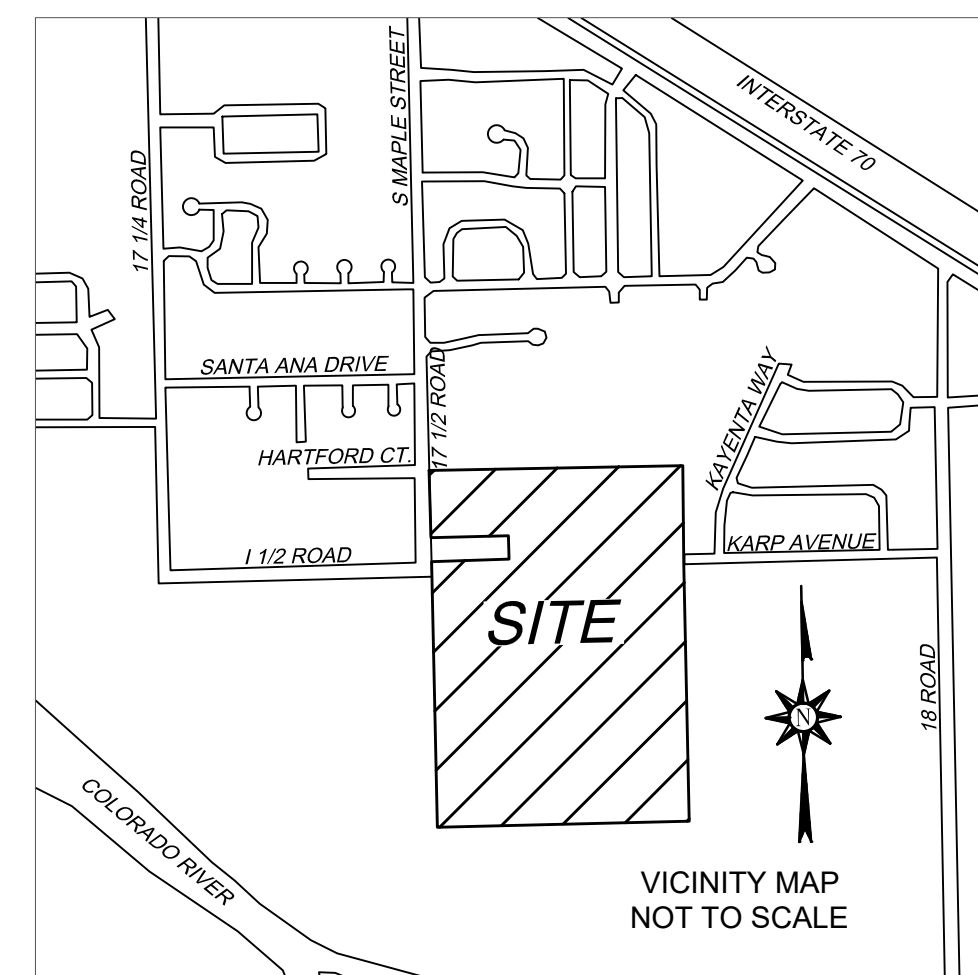 INTERSTATE 70
S MAPLE STREET
17 1/4 ROAD
SANTA ANA DRIVE
17 1/2 ROAD
HARTFORD CT.
KAYENTA WAY
I 1/2 ROAD
KARP AVENUE
SITE
18 ROAD
N
COLORADO RIVER
VICINITY MAP
NOT TO SCALE